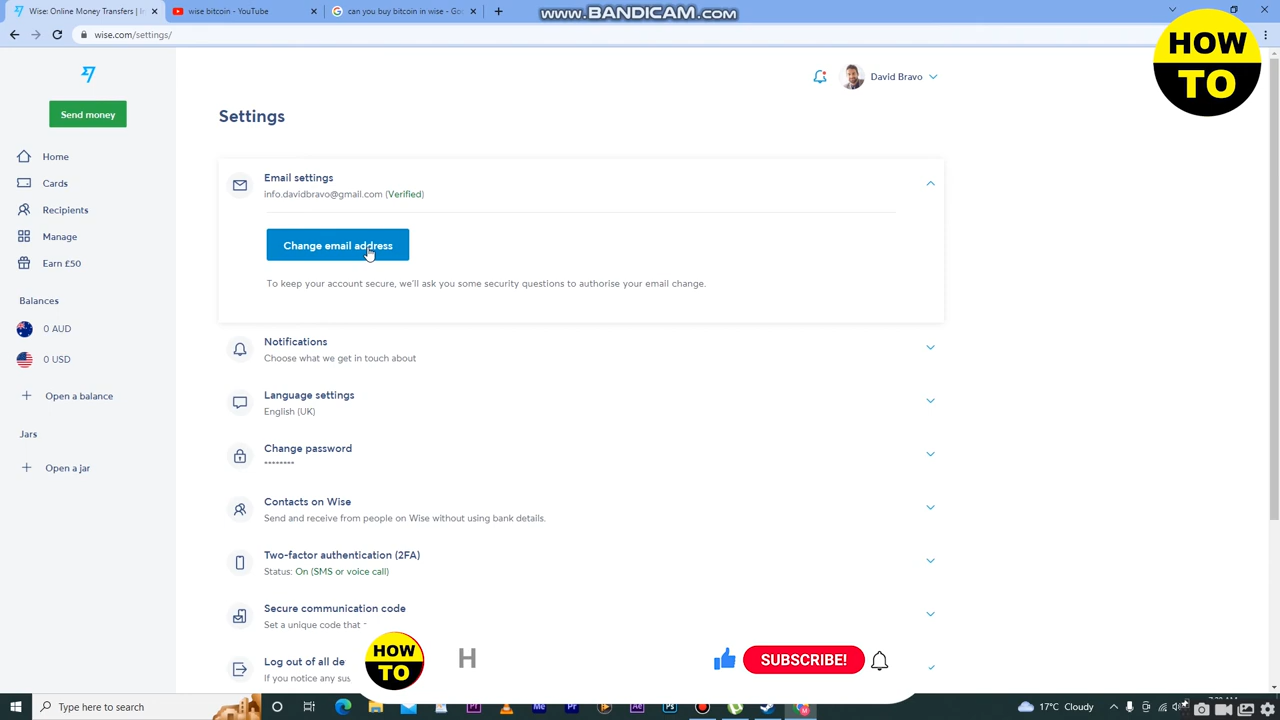 Wise: Online Money Transfers | In
wise bitcoin - YouTube
wise bitcoin - YouTube
www.BANDICAM.com
wise.com/settings/
HOW
TO
David Bravo
Send money
Settings
Home
Cards
Recipients
Manage
Earn £50
Balances
0 AUD
0 USD
Open a balance
Jars
Open a jar
Email settings
info.davidbravo@gmail.com (Verified)
Change email address
To keep your account secure, we'll ask you some security questions to authorise your email change.
Notifications
Choose what we get in touch about
Language settings
English (UK)
Change password
••••••••
Contacts on Wise
Send and receive from people on Wise without using bank details.
Two-factor authentication (2FA)
Status: On (SMS or voice call)
Secure communication code
Set a unique code that
Log out of all de
If you notice any sus
HOW
TO
H
SUBSCRIBE!
Type here to search
Me
Pr
Ae
Ps
17°C Cloudy